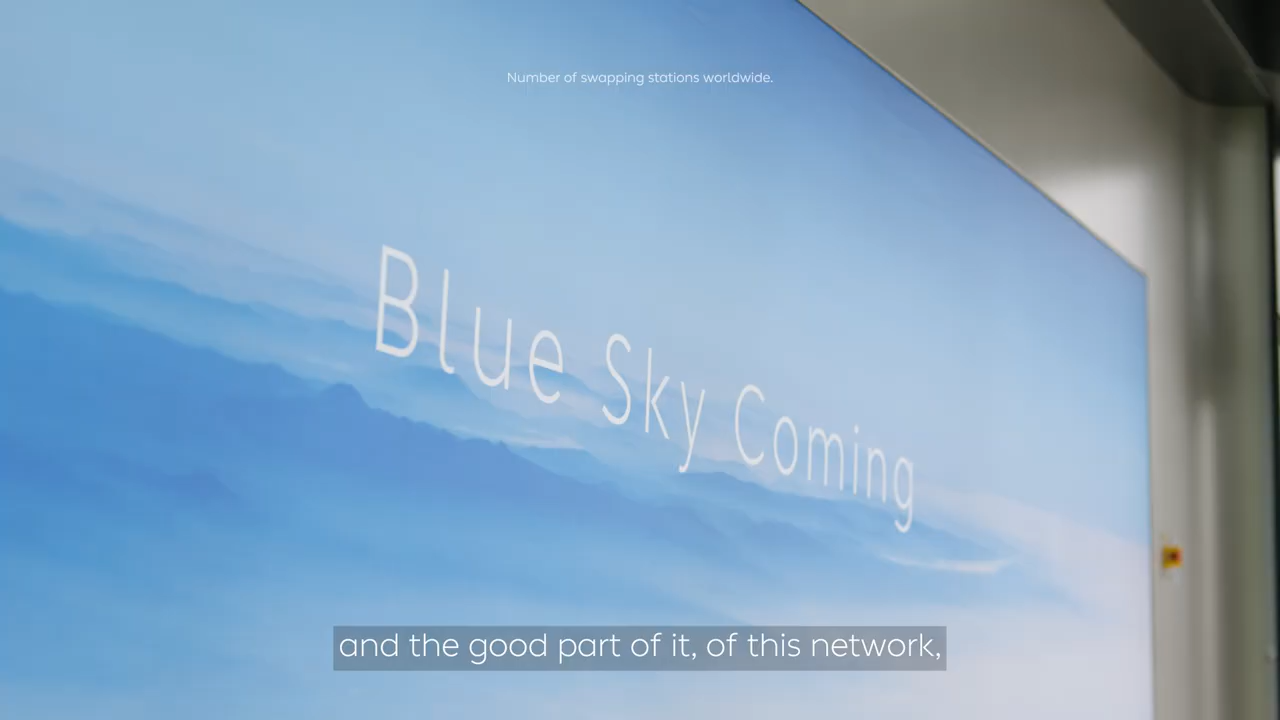 Number of swapping stations worldwide.
Blue Sky Coming
and the good part of it, of this network,